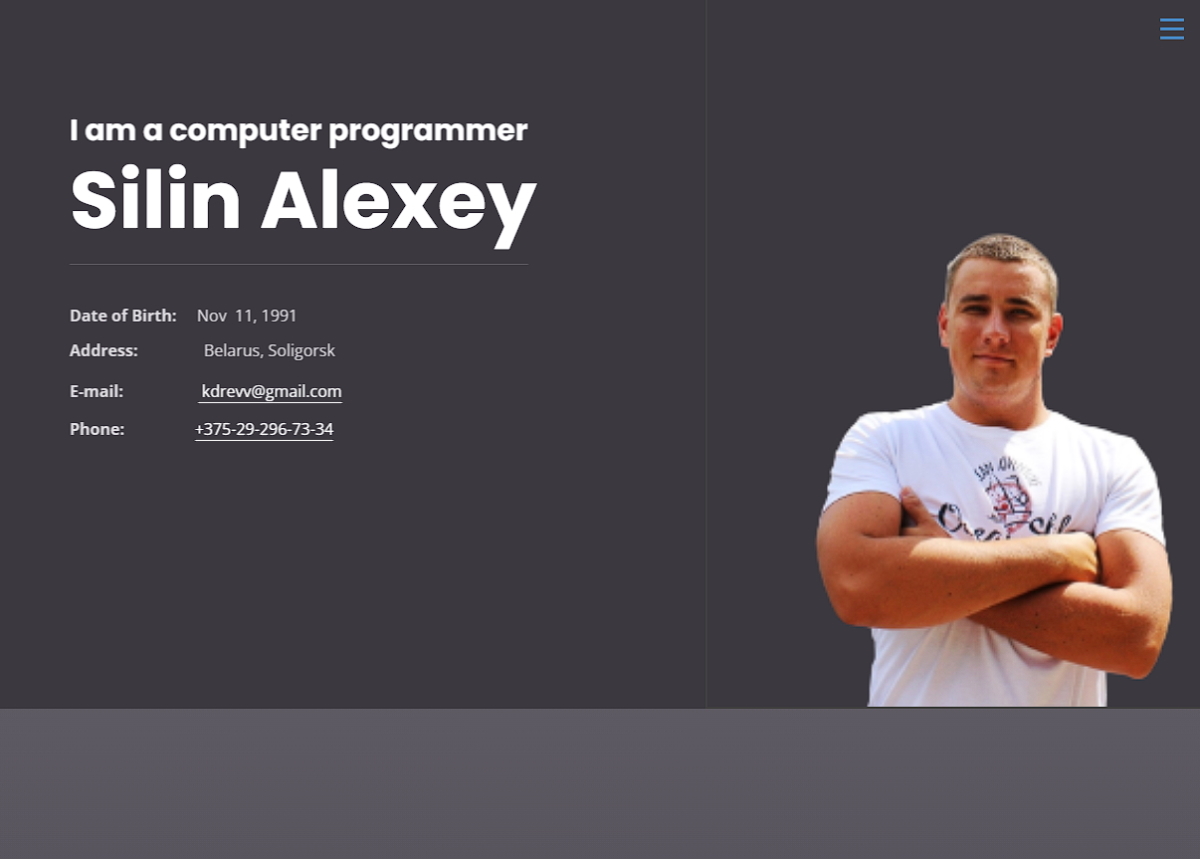 I am a computer programmer
Silin Alexey
Date of Birth: Nov 11, 1991
Address: Belarus, Soligorsk
E-mail: kdrevv@gmail.com
Phone: +375-29-296-73-34